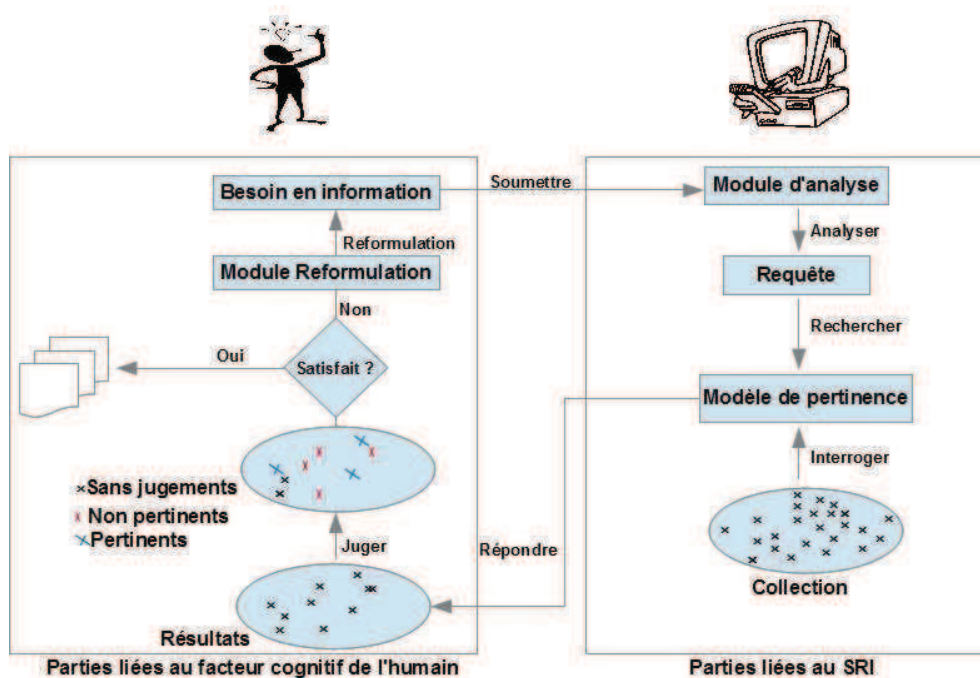 Besoin en information
Soumettre
Module d'analyse
Analyser
Reformulation
Module Reformulation
Requête
Non
Rechercher
Oui
Satisfait ?
Modèle de pertinence
Interroger
Sans jugements
Non pertinents
Pertinents
Juger
Répondre
Collection
Résultats
Parties liées au facteur cognitif de l'humain
Parties liées au SRI